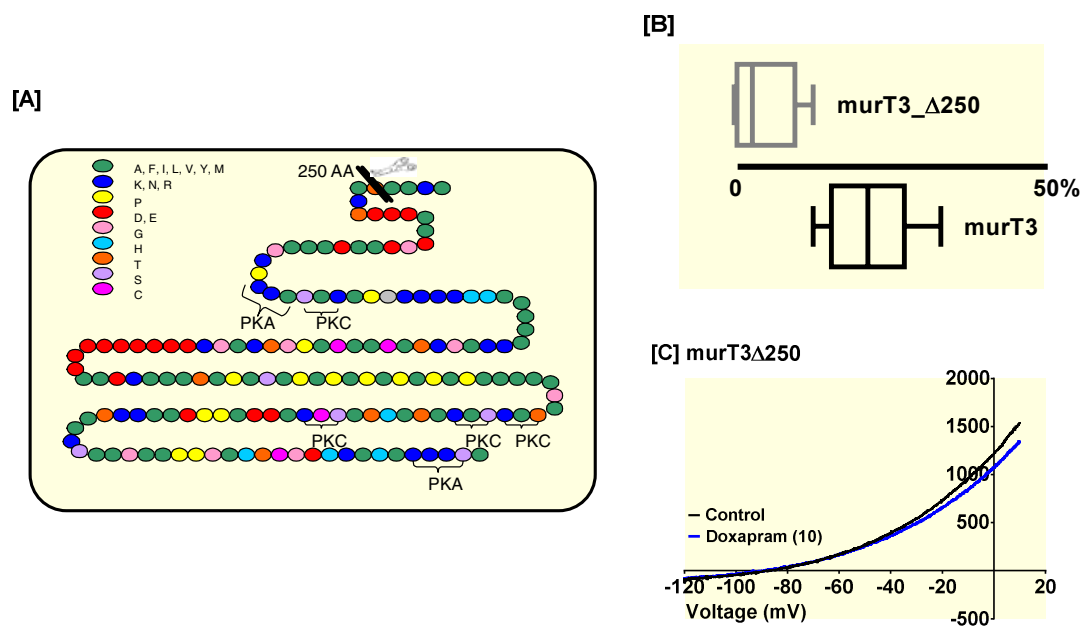 [A]
A, F, I, L, V, Y, M
K, N, R
P
D, E
G
H
T
S
C
250 AA
PKA
PKC
PKC
PKC
PKC
PKA
[B]
murT3_Δ250
0
50%
murT3
[C] murT3Δ250
2000
1500
1000
500
Control
Doxapram (10)
-120 -100 -80 -60 -40 -20 20
Voltage (mV)
-500